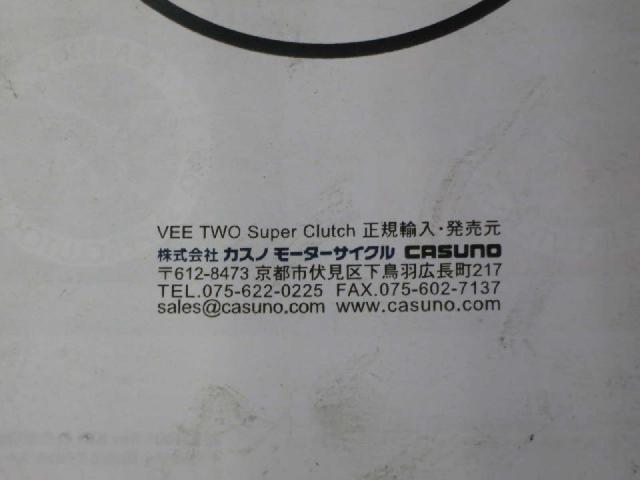 VEE TWO Super Clutch 正規輸入・発売元
株式会社 カスノ モーターサイクル CASUNO
〒612-8473 京都市伏見区下鳥羽広長町217
TEL.075-622-0225 FAX.075-602-7137
sales@casuno.com www.casuno.com